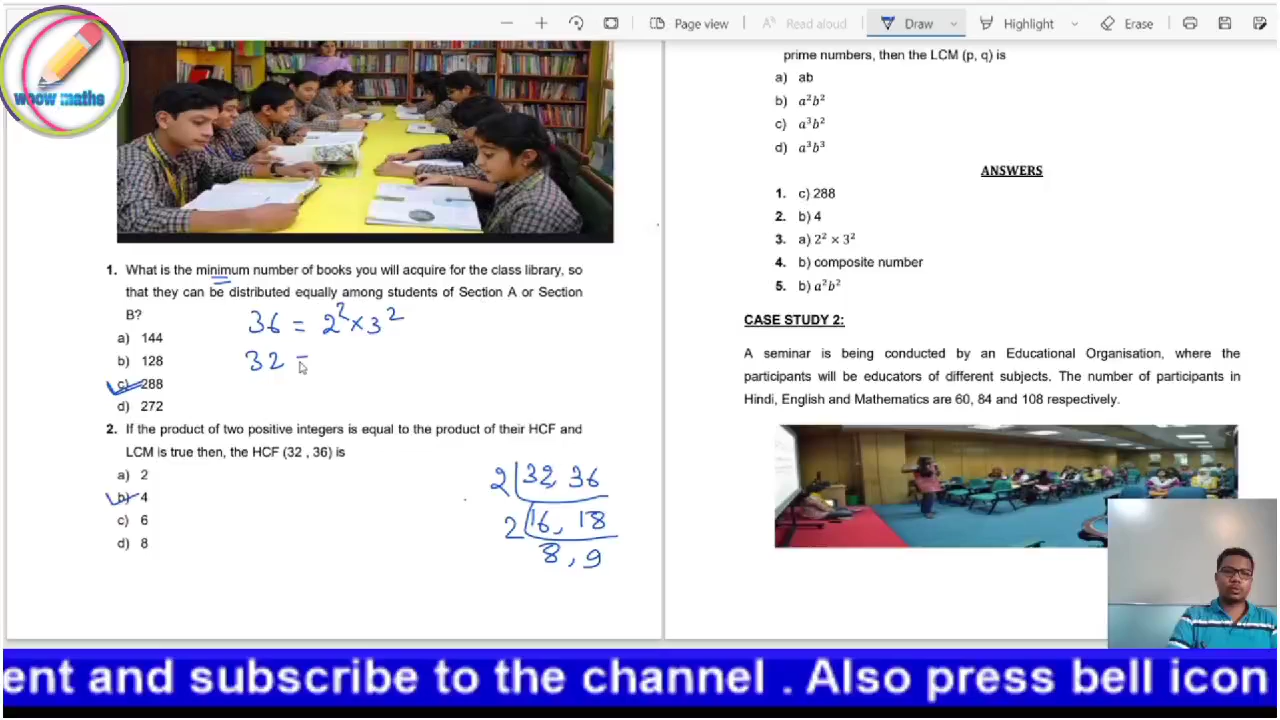 Page view
Read aloud
Draw
Highlight
Erase
woow maths
1. What is the minimum number of books you will acquire for the class library, so
that they can be distributed equally among students of Section A or Section
B?
36 = 2² × 3²
a) 144
b) 128
32 =
c) 288
d) 272
2. If the product of two positive integers is equal to the product of their HCF and
LCM is true then, the HCF (32 , 36) is
a) 2
b) 4
c) 6
d) 8
2 | 32, 36
2 | 16, 18
8, 9
prime numbers, then the LCM (p, q) is
a) ab
b) a²b²
c) a³b²
d) a³b³
ANSWERS
1. c) 288
2. b) 4
3. a) 2² × 3²
4. b) composite number
5. b) a²b²
CASE STUDY 2:
A seminar is being conducted by an Educational Organisation, where the
participants will be educators of different subjects. The number of participants in
Hindi, English and Mathematics are 60, 84 and 108 respectively.
ent and subscribe to the channel . Also press bell icon